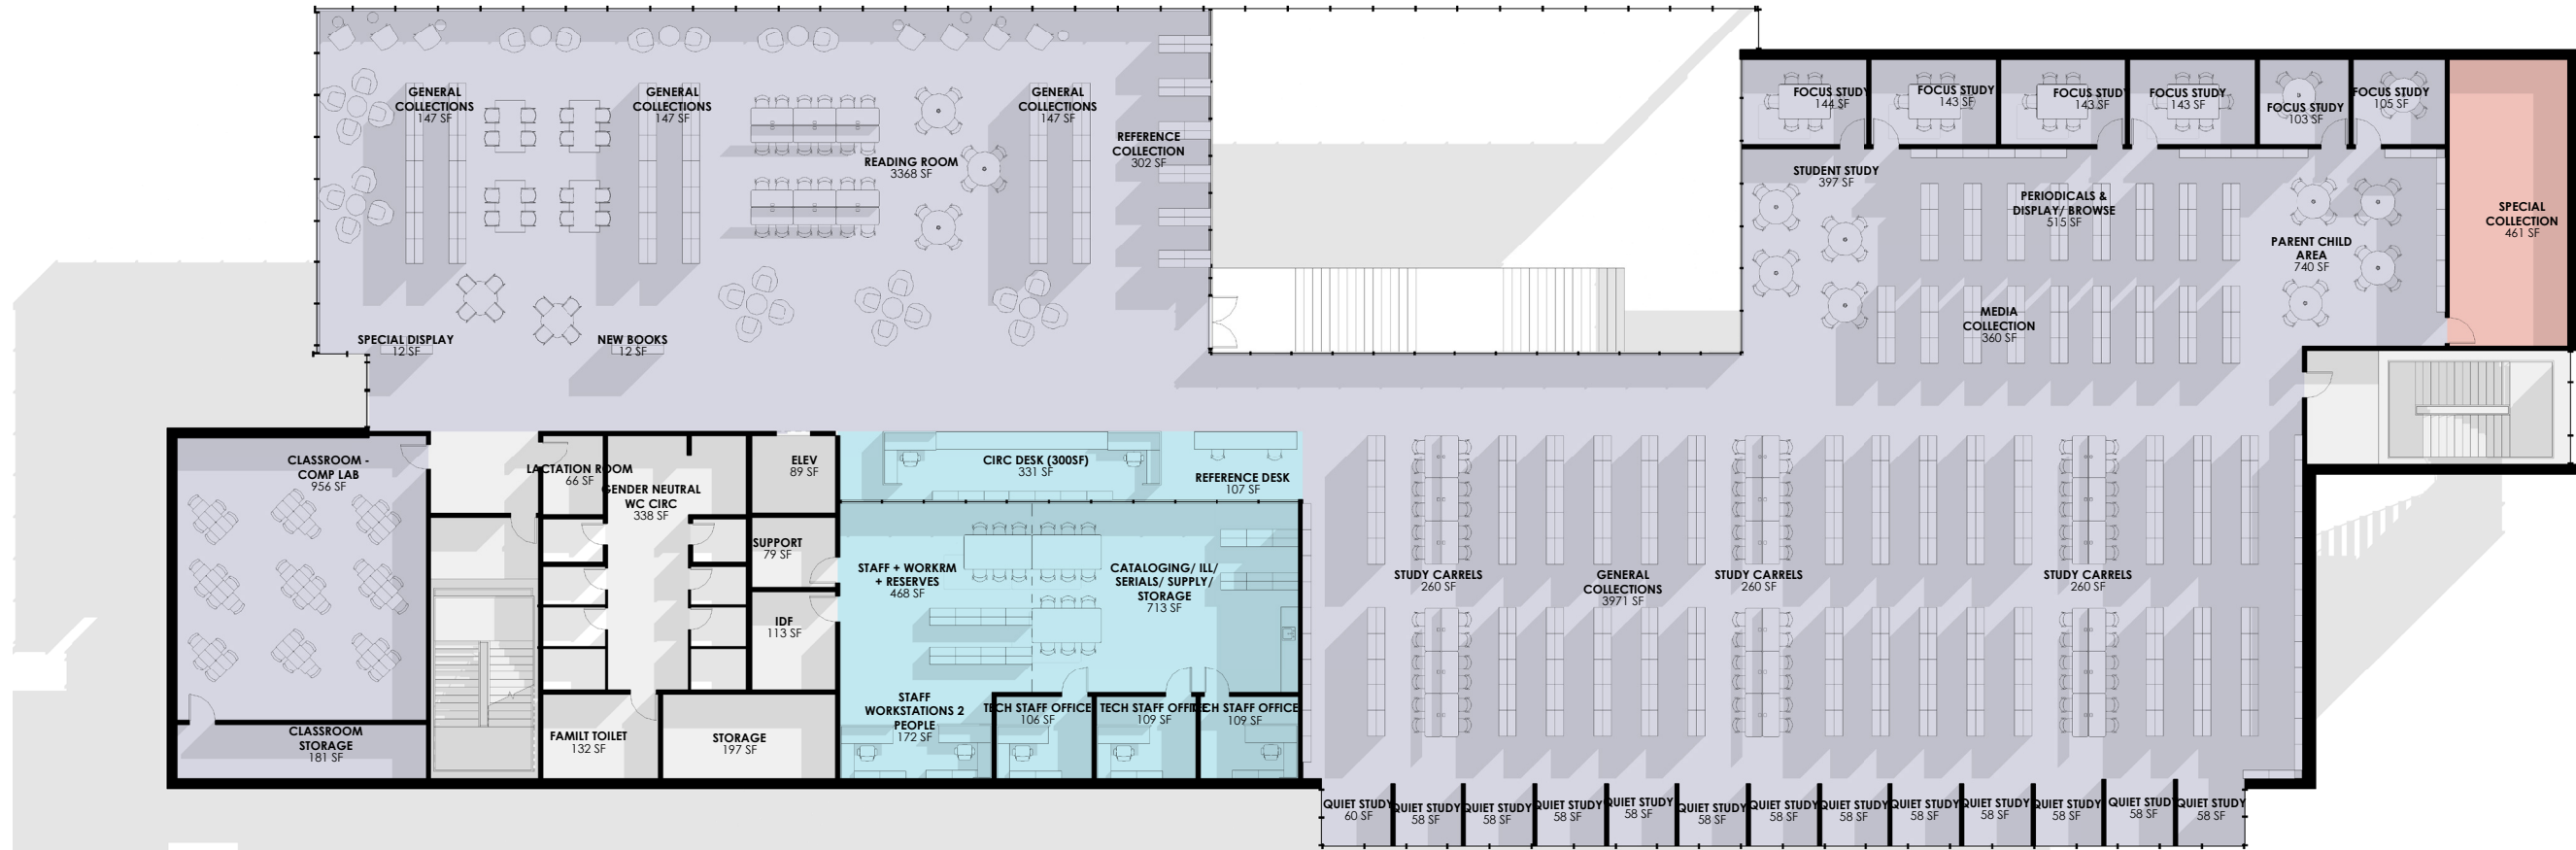 GENERAL
COLLECTIONS
147 SF
GENERAL
COLLECTIONS
147 SF
GENERAL
COLLECTIONS
147 SF
READING ROOM
3368 SF
REFERENCE
COLLECTION
302 SF
SPECIAL DISPLAY
12 SF
NEW BOOKS
12 SF
FOCUS STUDY
144 SF
FOCUS STUDY
143 SF
FOCUS STUDY
143 SF
FOCUS STUDY
143 SF
FOCUS STUDY
103 SF
FOCUS STUDY
105 SF
STUDENT STUDY
397 SF
PERIODICALS &
DISPLAY/ BROWSE
515 SF
PARENT CHILD
AREA
740 SF
MEDIA
COLLECTION
360 SF
SPECIAL
COLLECTION
461 SF
CLASSROOM -
COMP LAB
956 SF
CLASSROOM
STORAGE
181 SF
LACTATION ROOM
66 SF
GENDER NEUTRAL
WC CIRC
338 SF
ELEV
89 SF
SUPPORT
79 SF
IDF
113 SF
FAMILT TOILET
132 SF
STORAGE
197 SF
CIRC DESK (300SF)
331 SF
REFERENCE DESK
107 SF
STAFF + WORKRM
+ RESERVES
468 SF
CATALOGING/ ILL/
SERIALS/ SUPPLY/
STORAGE
713 SF
STAFF
WORKSTATIONS 2
PEOPLE
172 SF
TECH STAFF OFFICE
106 SF
TECH STAFF OFFICE
109 SF
TECH STAFF OFFICE
109 SF
STUDY CARRELS
260 SF
GENERAL
COLLECTIONS
3971 SF
STUDY CARRELS
260 SF
STUDY CARRELS
260 SF
QUIET STUDY
60 SF
QUIET STUDY
58 SF
QUIET STUDY
58 SF
QUIET STUDY
58 SF
QUIET STUDY
58 SF
QUIET STUDY
58 SF
QUIET STUDY
58 SF
QUIET STUDY
58 SF
QUIET STUDY
58 SF
QUIET STUDY
58 SF
QUIET STUDY
58 SF
QUIET STUDY
58 SF
QUIET STUDY
58 SF